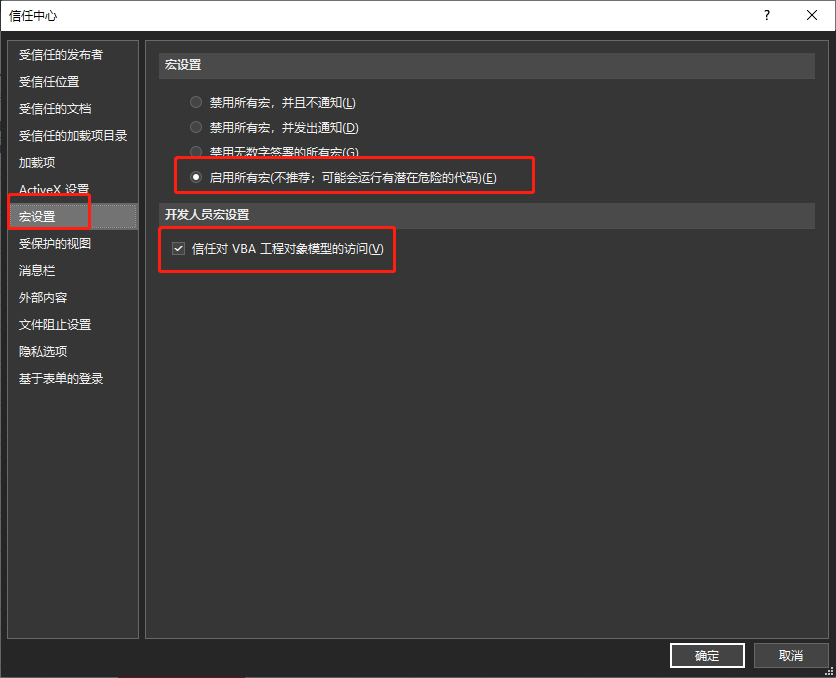 信任中心
?
受信任的发布者
受信任位置
受信任的文档
受信任的加载项目录
加载项
ActiveX 设置
宏设置
受保护的视图
消息栏
外部内容
文件阻止设置
隐私选项
基于表单的登录
宏设置
禁用所有宏，并且不通知(L)
禁用所有宏，并发出通知(D)
禁用无数字签署的所有宏(G)
启用所有宏(不推荐；可能会运行有潜在危险的代码)(E)
开发人员宏设置
信任对 VBA 工程对象模型的访问(V)
确定
取消